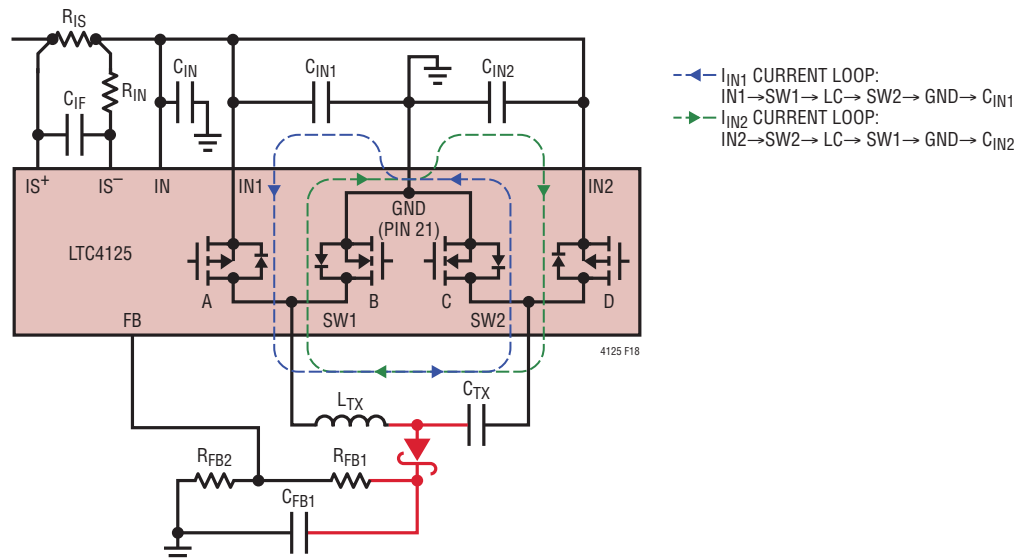 RIS
CIF
RIN
CIN
CIN1
CIN2
IIN1 CURRENT LOOP:
IN1→SW1→ LC→ SW2→ GND→ CIN1
IIN2 CURRENT LOOP:
IN2→SW2→ LC→ SW1→ GND→ CIN2
IS+
IS–
IN
IN1
GND
(PIN 21)
IN2
LTC4125
A
B
C
D
FB
SW1
SW2
4125 F18
LTX
CTX
RFB2
RFB1
CFB1